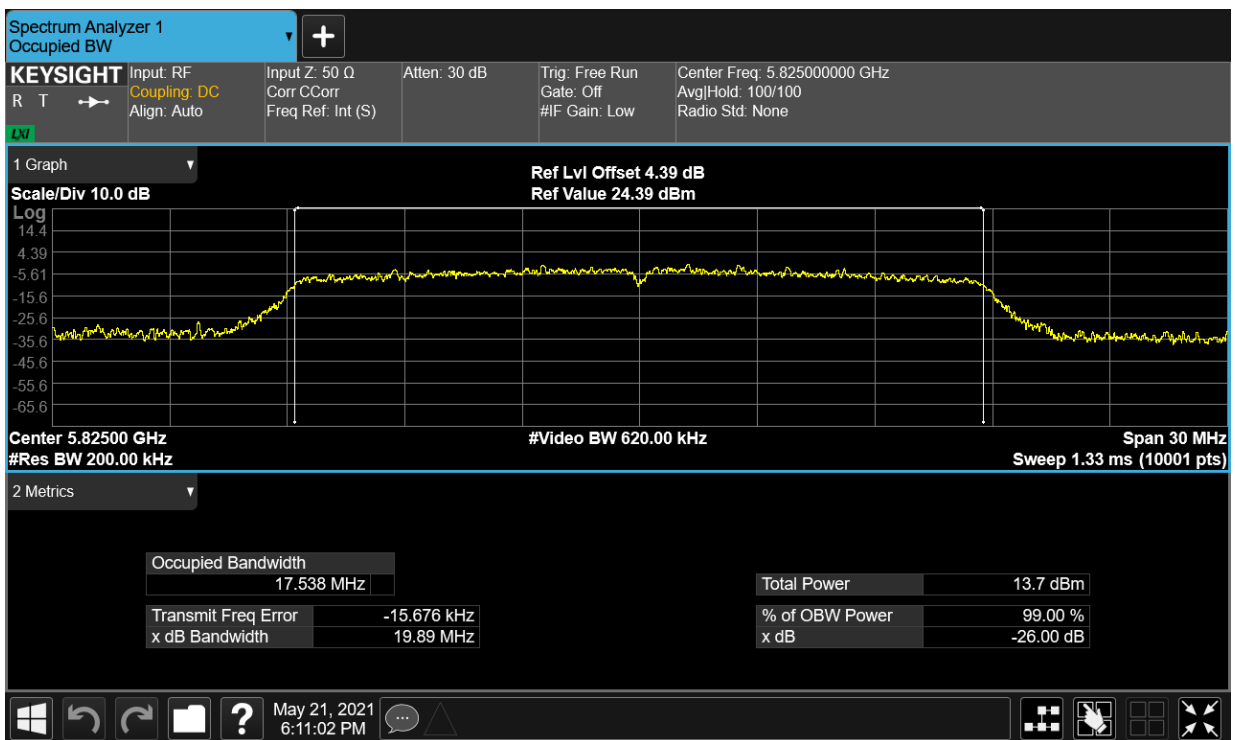 Spectrum Analyzer 1
Occupied BW
▼
+
KEYSIGHT
R T
LXI
Input: RF
Coupling: DC
Align: Auto
Input Z: 50 Ω
Corr CCorr
Freq Ref: Int (S)
Atten: 30 dB
Trig: Free Run
Gate: Off
#IF Gain: Low
Center Freq: 5.825000000 GHz
Avg|Hold: 100/100
Radio Std: None
1 Graph ▼
Ref Lvl Offset 4.39 dB
Scale/Div 10.0 dB Ref Value 24.39 dBm
Log
14.4
4.39
-5.61
-15.6
-25.6
-35.6
-45.6
-55.6
-65.6
Center 5.82500 GHz #Video BW 620.00 kHz Span 30 MHz
#Res BW 200.00 kHz Sweep 1.33 ms (10001 pts)
2 Metrics ▼
Occupied Bandwidth
17.538 MHz Total Power 13.7 dBm
Transmit Freq Error -15.676 kHz % of OBW Power 99.00 %
x dB Bandwidth 19.89 MHz x dB -26.00 dB
?
May 21, 2021
6:11:02 PM